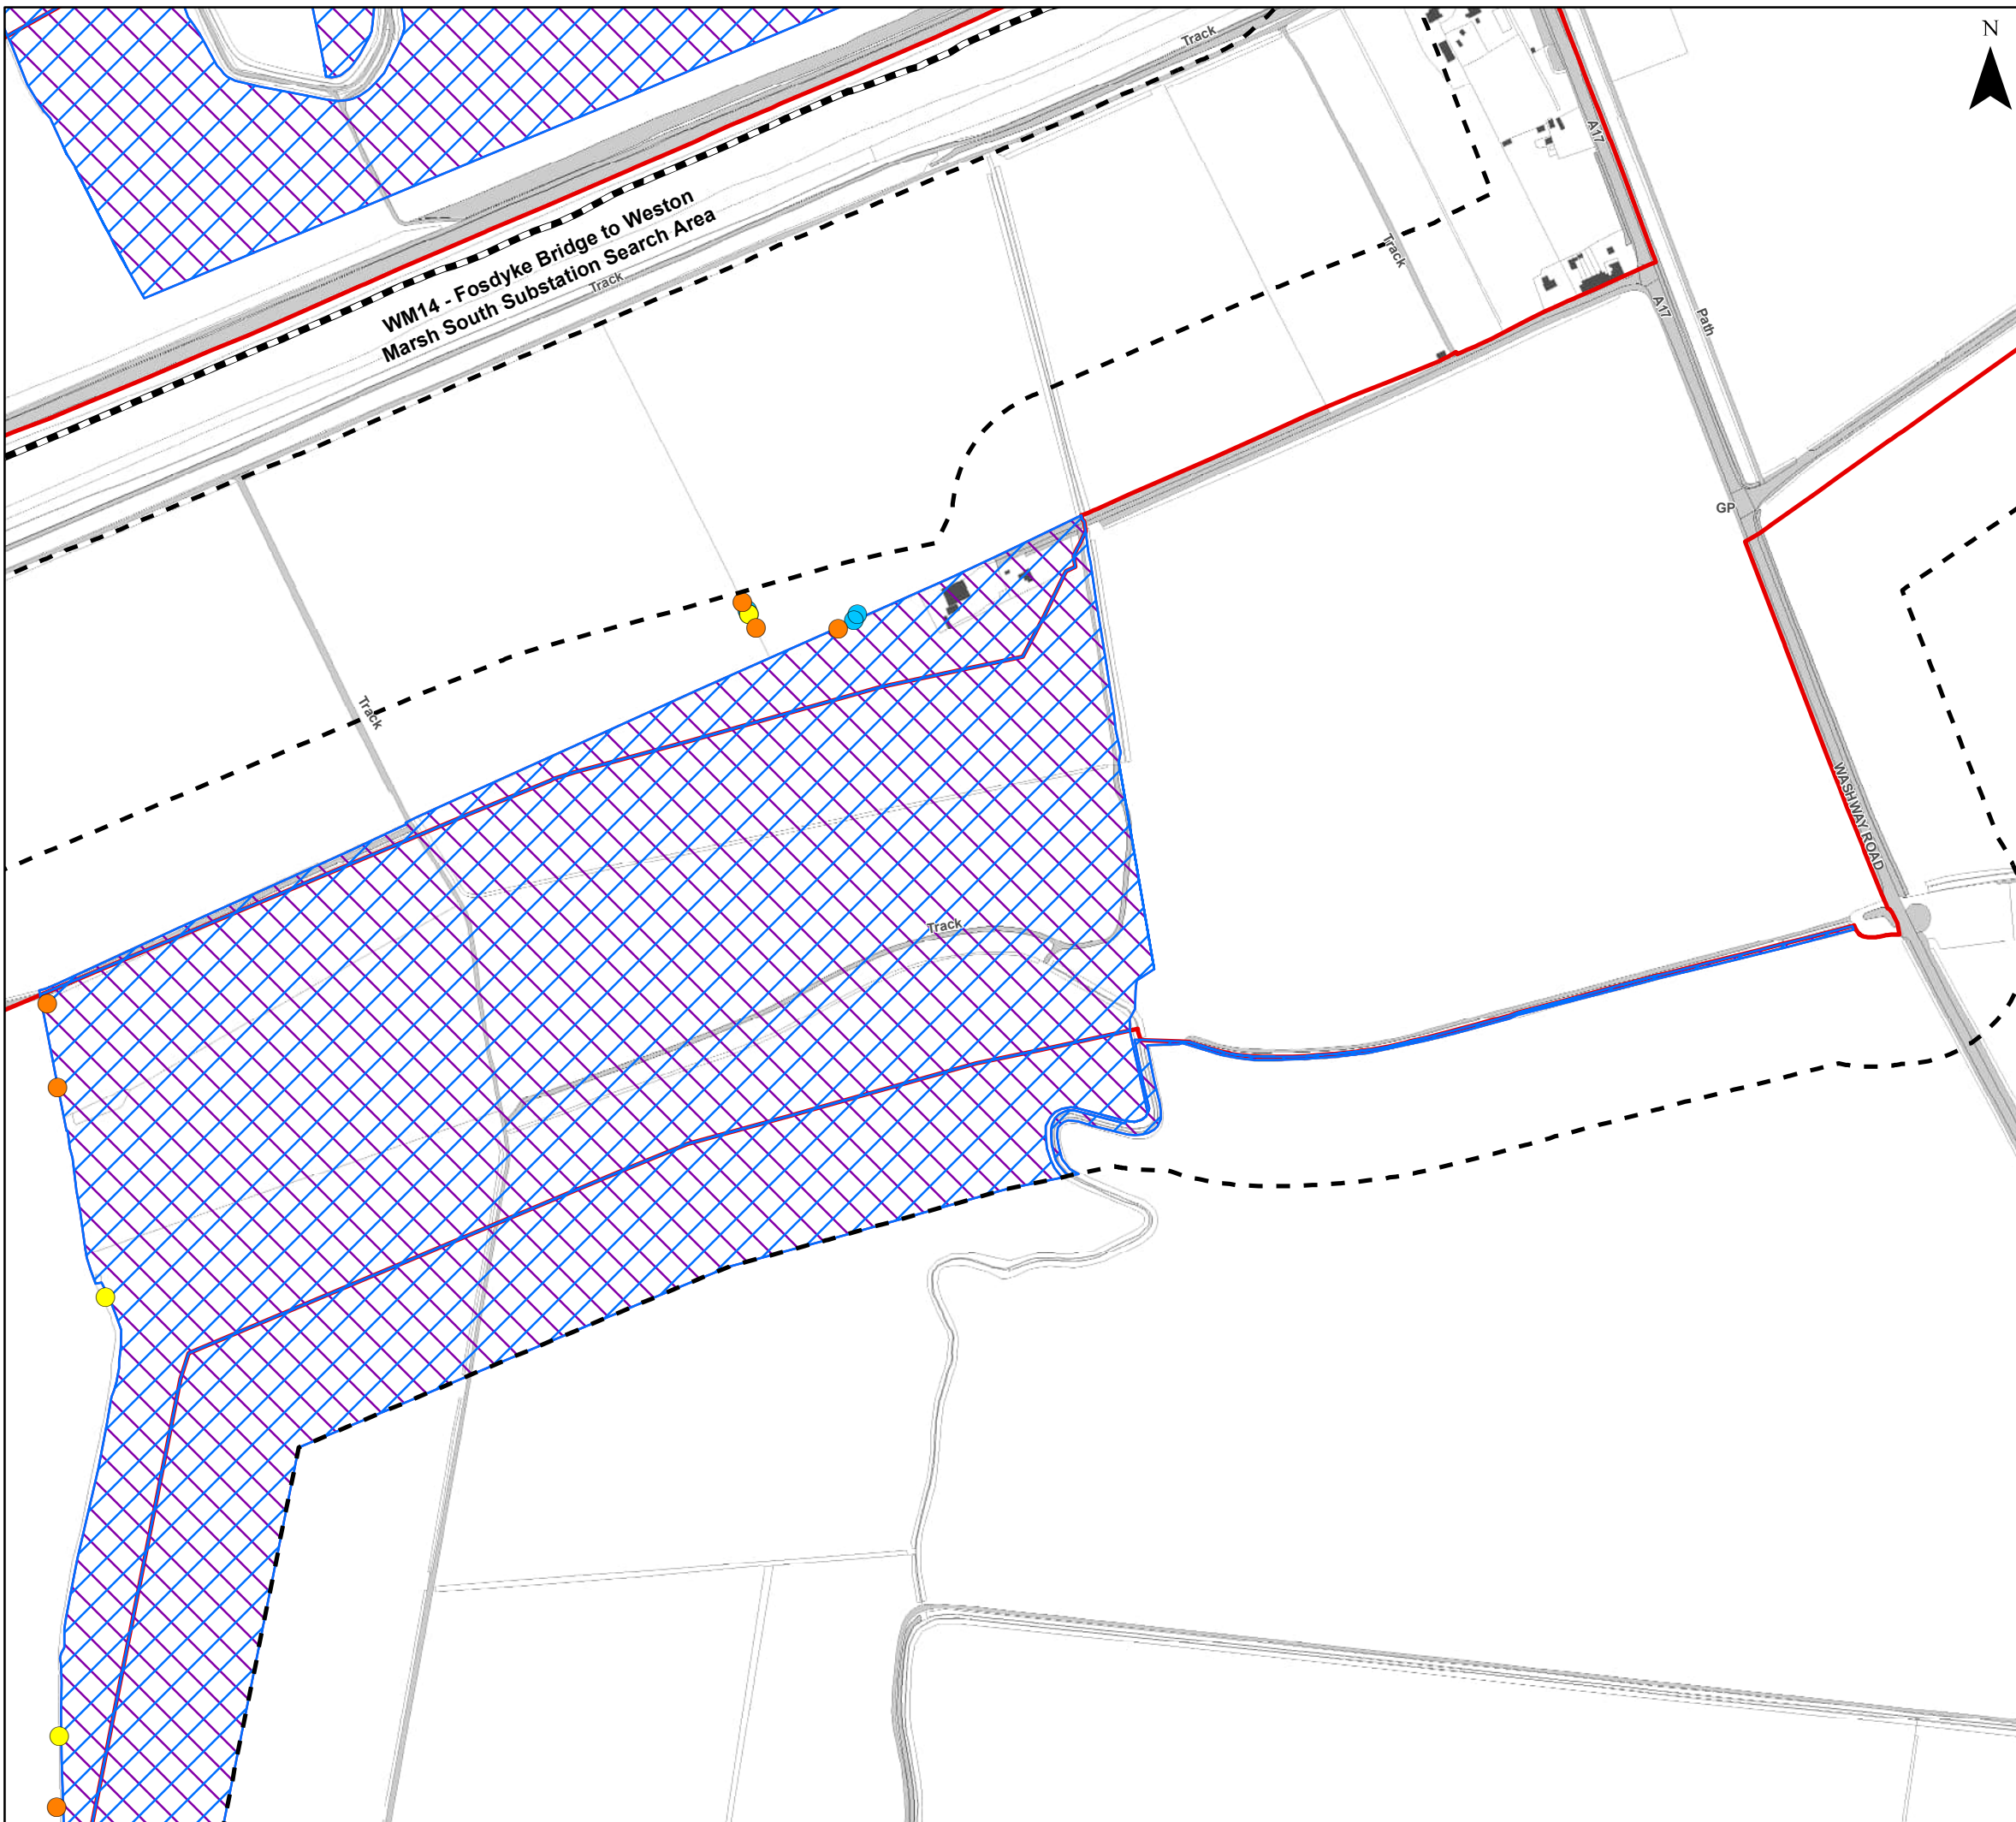 N
Track
A17
WM14 - Fosdyke Bridge to Weston
Marsh South Substation Search Area
Track
Track
A17
Path
GP
Track
WASHWAY ROAD
Track